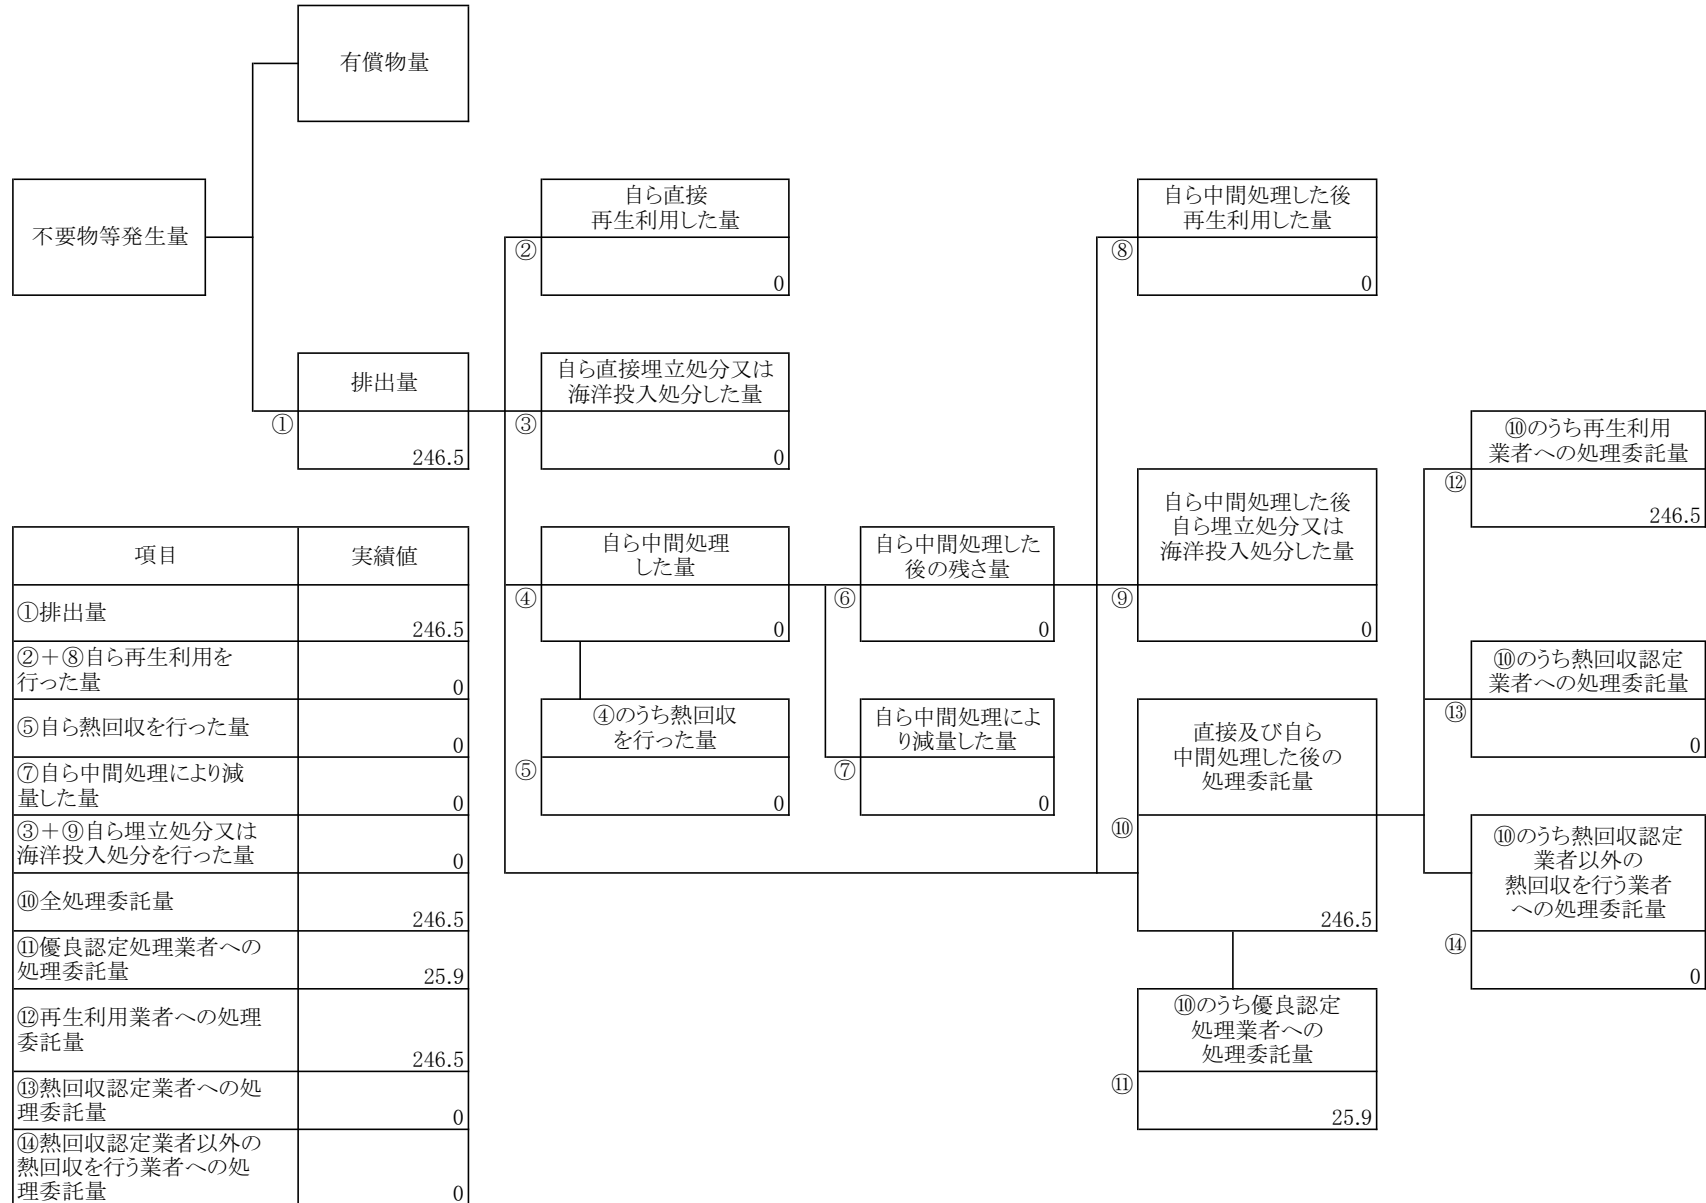 有償物量
不要物等発生量
排出量
①
246.5
自ら直接
再生利用した量
②
0
自ら直接埋立処分又は
海洋投入処分した量
③
0
自ら中間処理
した量
④
0
④のうち熱回収
を行った量
⑤
0
自ら中間処理した
後の残さ量
⑥
0
自ら中間処理によ
り減量した量
⑦
0
自ら中間処理した後
再生利用した量
⑧
0
自ら中間処理した後
自ら埋立処分又は
海洋投入処分した量
⑨
0
直接及び自ら
中間処理した後の
処理委託量
⑩
246.5
⑩のうち優良認定
処理業者への
処理委託量
⑪
25.9
⑩のうち再生利用
業者への処理委託量
⑫
246.5
⑩のうち熱回収認定
業者への処理委託量
⑬
0
⑩のうち熱回収認定
業者以外の
熱回収を行う業者
への処理委託量
⑭
0
項目 実績値
①排出量
246.5
②+⑧自ら再生利用を
行った量
0
⑤自ら熱回収を行った量
0
⑦自ら中間処理により減
量した量
0
③+⑨自ら埋立処分又は
海洋投入処分を行った量
0
⑩全処理委託量
246.5
⑪優良認定処理業者への
処理委託量
25.9
⑫再生利用業者への処理
委託量
246.5
⑬熱回収認定業者への処
理委託量
0
⑭熱回収認定業者以外の
熱回収を行う業者への処
理委託量
0